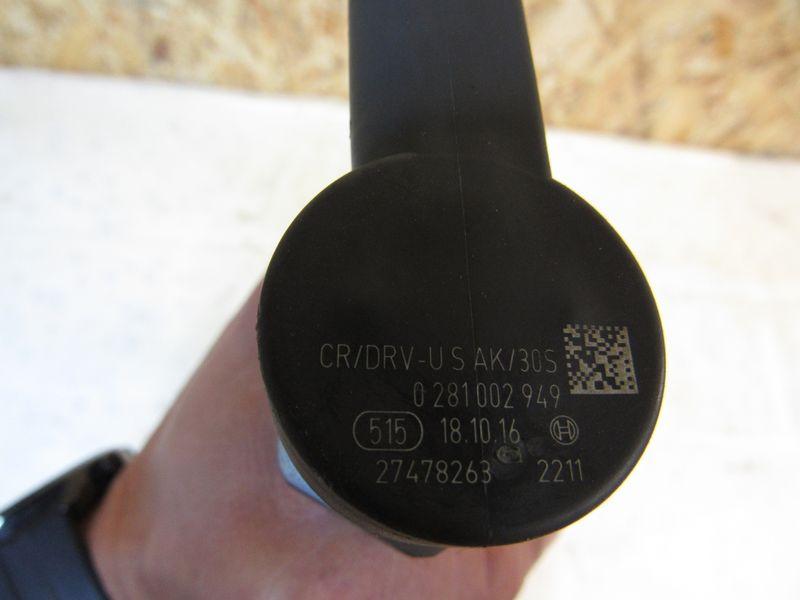 CR/DRV-U S AK/30S
0 281 002 949
515 18.10.16
27478263 2211